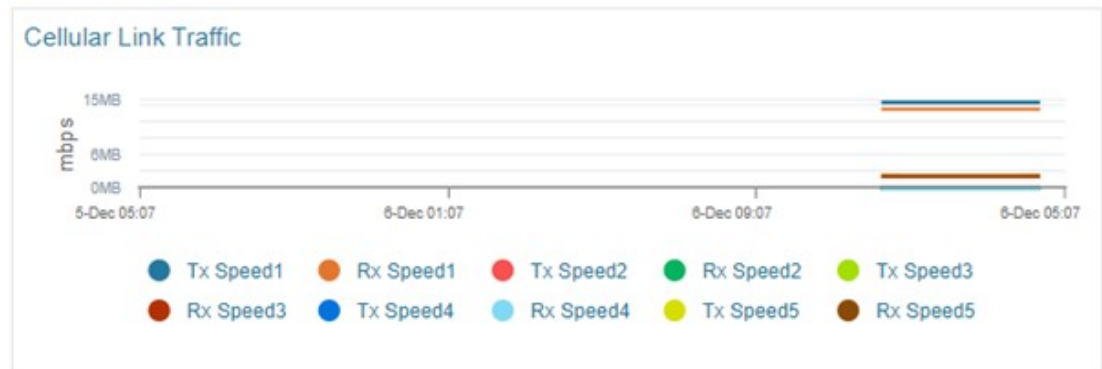 Cellular Link Traffic
15MB
mbps
6MB
0MB
5-Dec 05:07 6-Dec 01:07 6-Dec 09:07 6-Dec 05:07
Tx Speed1 Rx Speed1 Tx Speed2 Rx Speed2 Tx Speed3
Rx Speed3 Tx Speed4 Rx Speed4 Tx Speed5 Rx Speed5